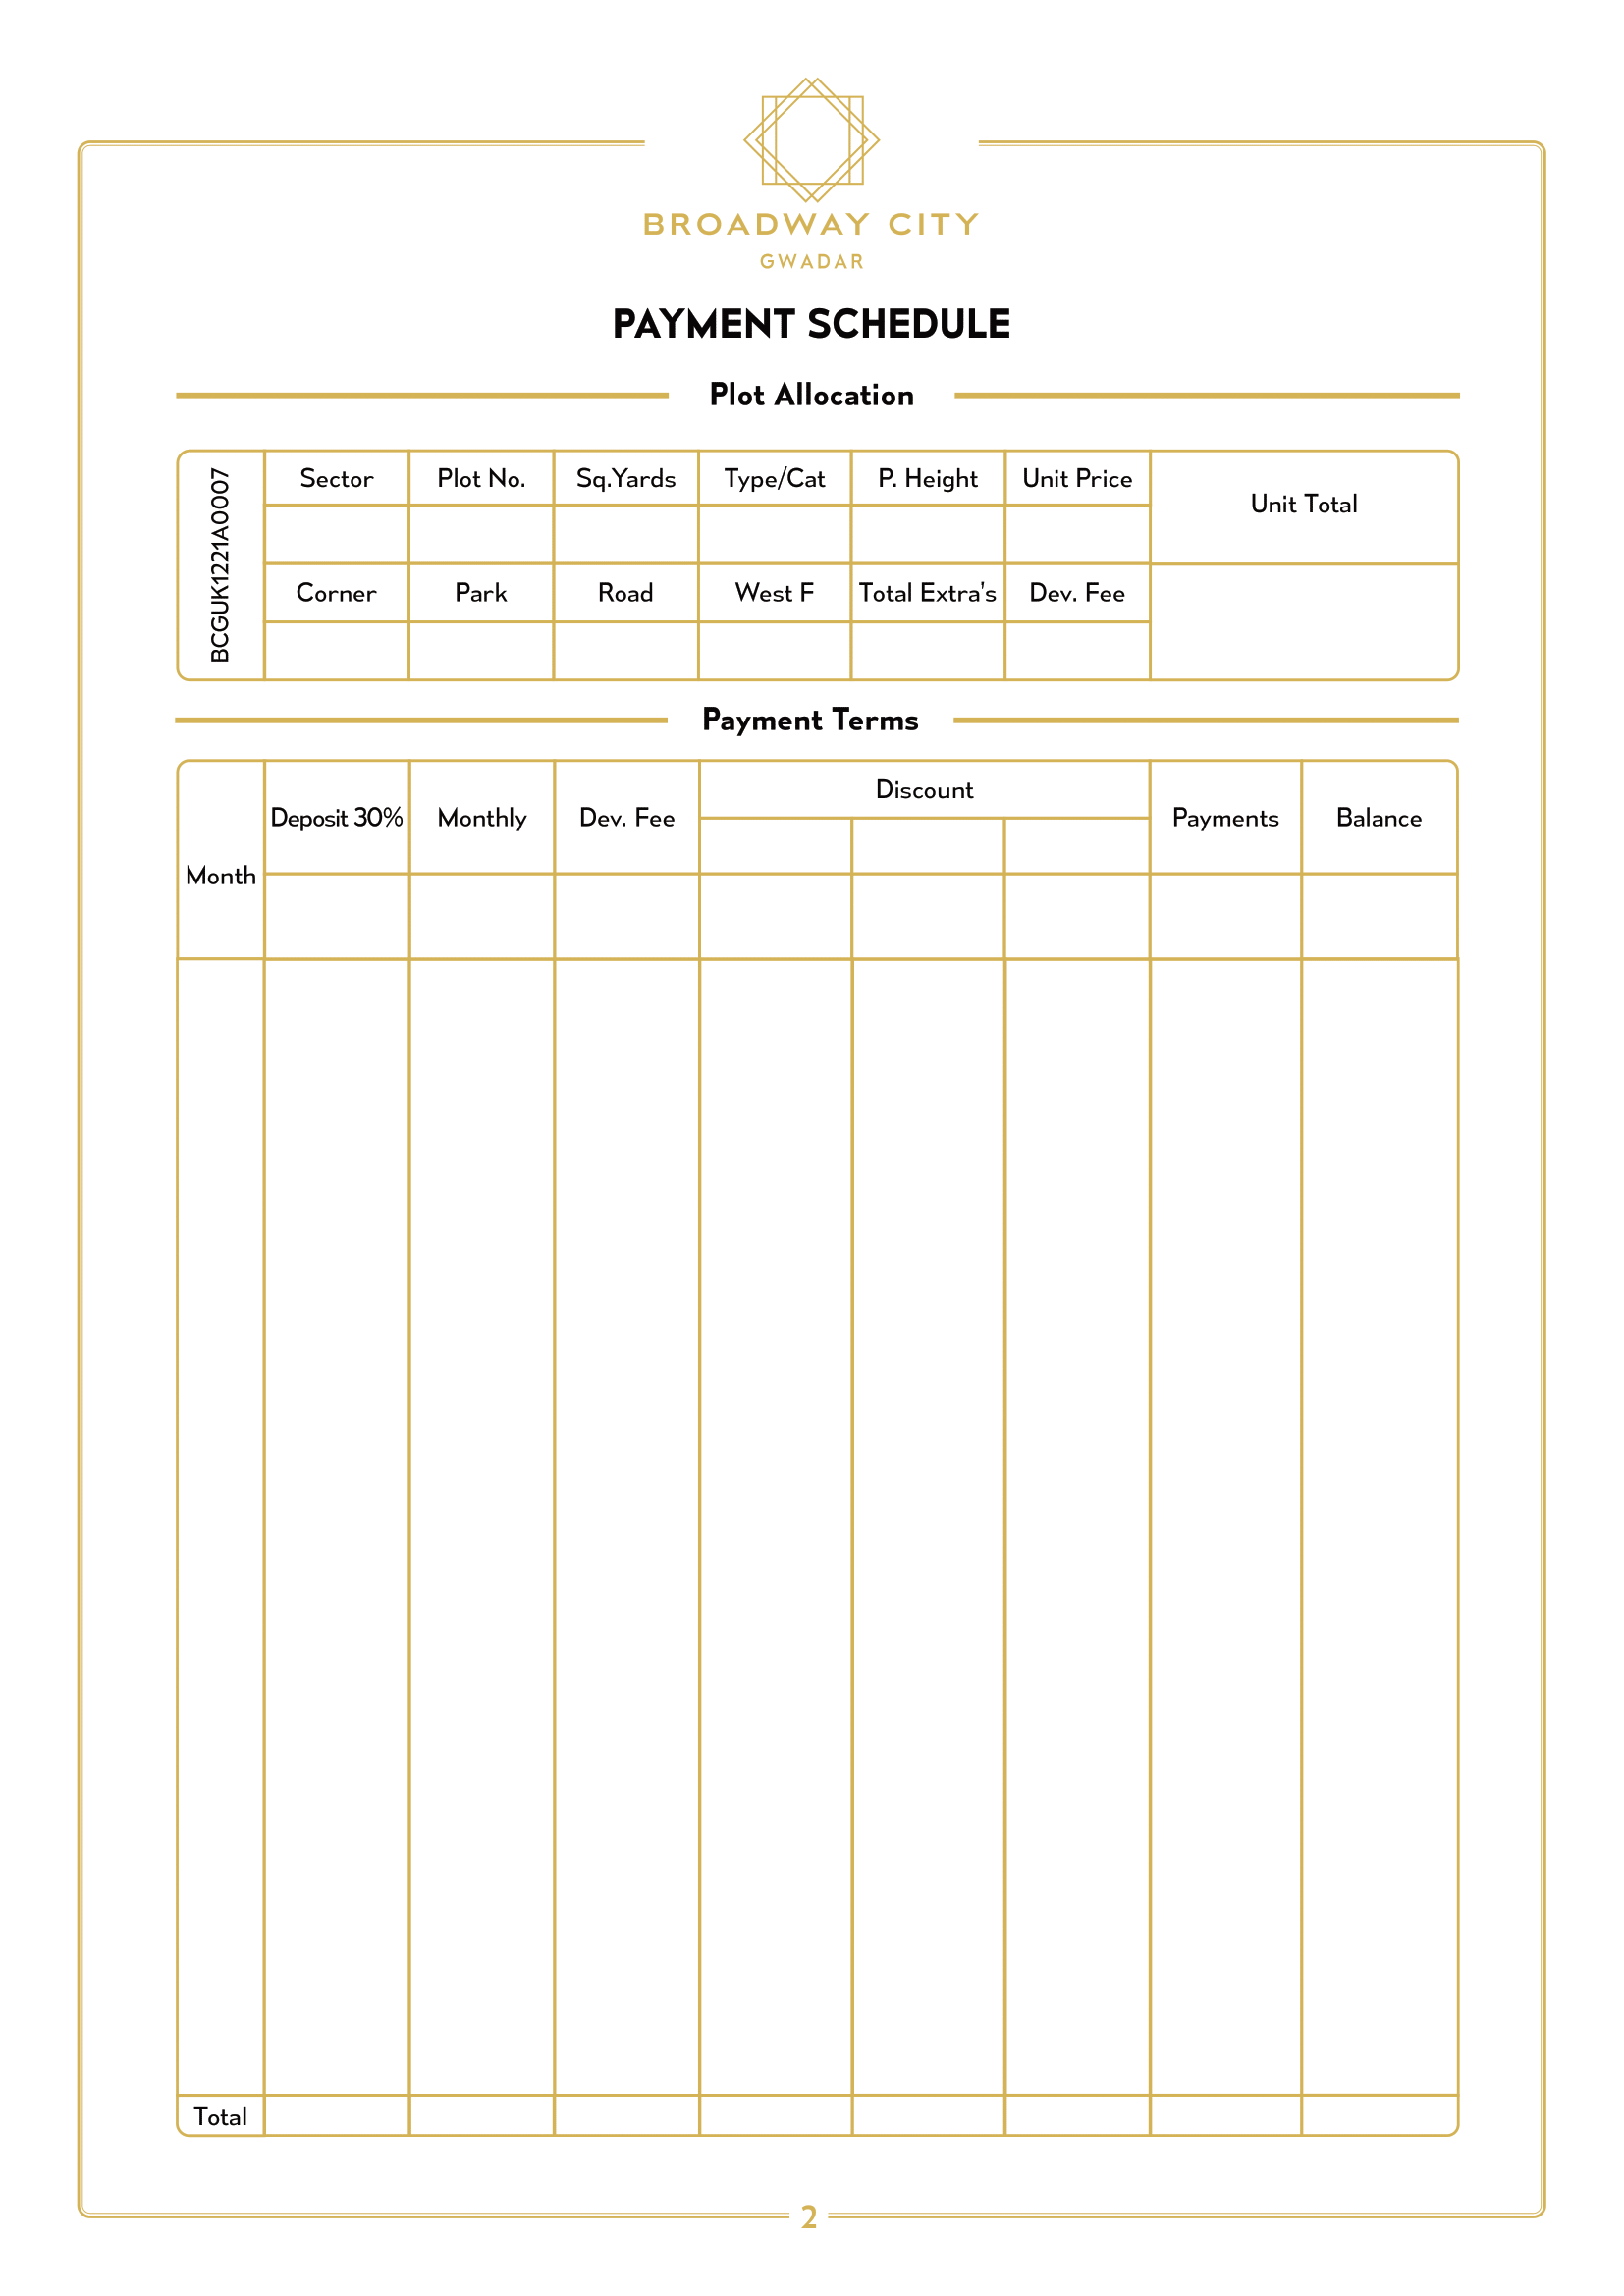 BROADWAY CITY
GWADAR
PAYMENT SCHEDULE
Plot Allocation
BCGUK1221A0007
Sector Plot No. Sq.Yards Type/Cat P. Height Unit Price Unit Total
Corner Park Road West F Total Extra's Dev. Fee
Payment Terms
Month Deposit 30% Monthly Dev. Fee Discount Payments Balance
Total
2